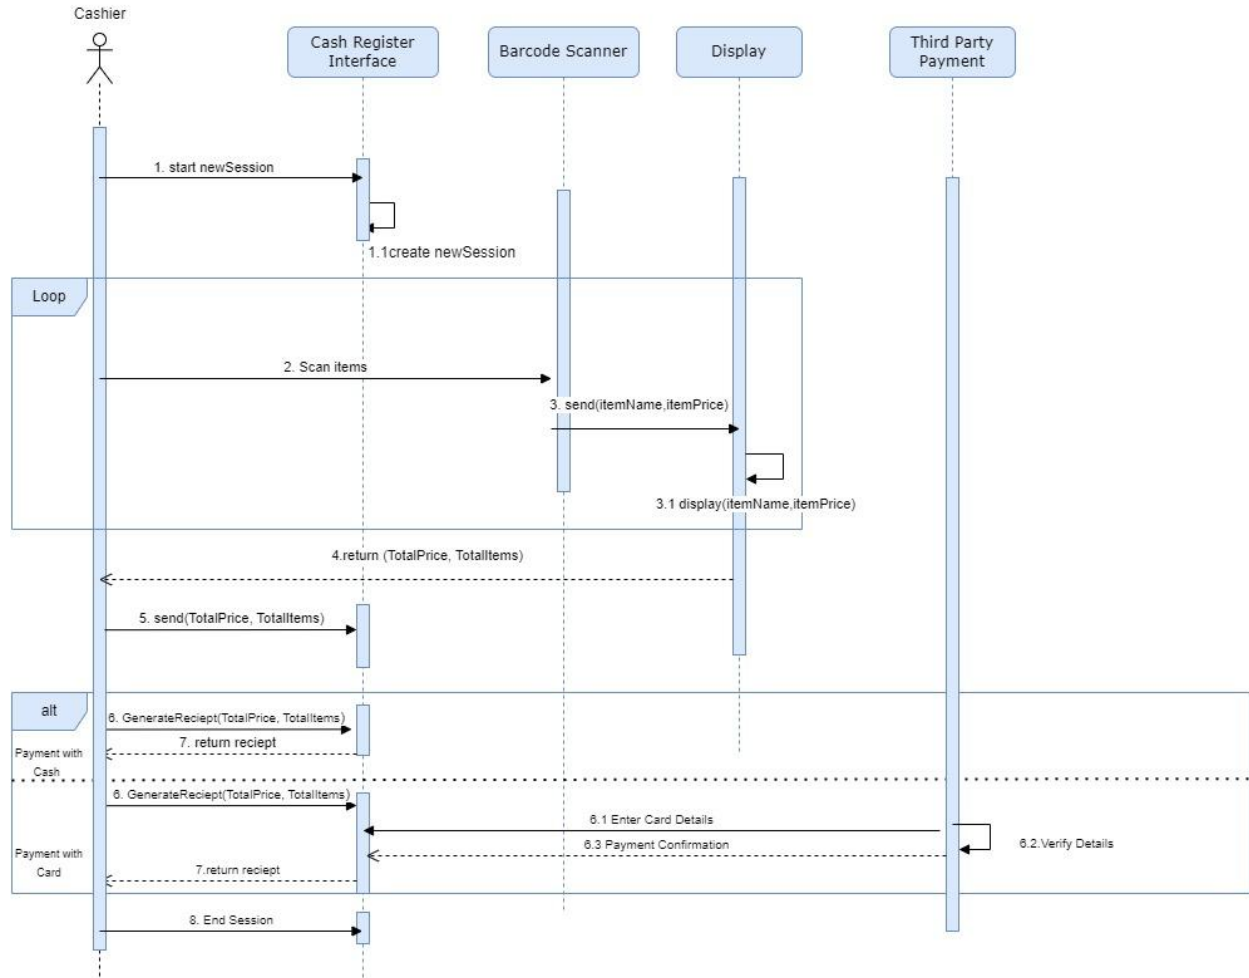 Cashier
Cash Register
Interface
Barcode Scanner
Display
Third Party
Payment
1. start newSession
1.1create newSession
Loop
2. Scan items
3. send(itemName,itemPrice)
3.1 display(itemName,itemPrice)
4.return (TotalPrice, TotalItems)
5. send(TotalPrice, TotalItems)
alt
6. GenerateReciept(TotalPrice, TotalItems)
7. return reciept
Payment with
Cash
6. GenerateReciept(TotalPrice, TotalItems)
6.1 Enter Card Details
6.2.Verify Details
6.3 Payment Confirmation
Payment with
Card
7.return reciept
8. End Session